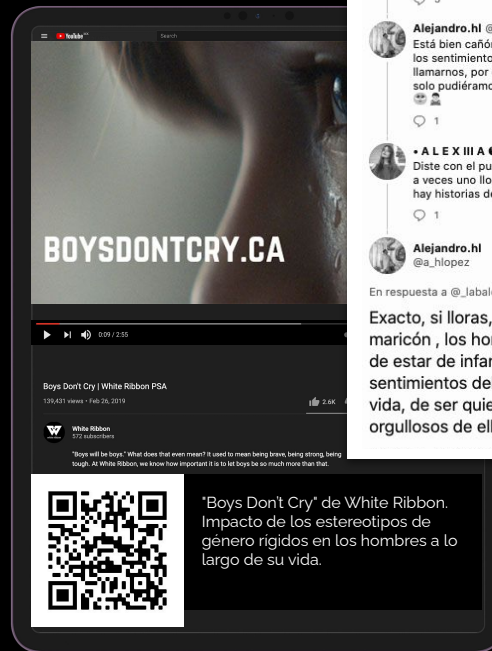 YouTube
Search
BOYSDONTCRY.CA
0:09 / 2:55
Boys Don't Cry | White Ribbon PSA
139,431 views • Feb 26, 2019
2.6K
White Ribbon
572 subscribers
"Boys will be boys." What does that even mean? It used to mean being brave, being strong, being
tough. At White Ribbon, we know how important it is to let boys be so much more than that.
"Boys Don't Cry" de White Ribbon.
Impacto de los estereotipos de
género rígidos en los hombres a lo
largo de su vida.
Alejandro.hl @
Está bien cañó
los sentimiento
llamarnos, por
solo pudiéramo
1
• A L E X III A
Diste con el pu
a veces uno llo
hay historias de
1
Alejandro.hl
@a_hlopez
En respuesta a @_labal
Exacto, si lloras,
maricón , los ho
de estar de infa
sentimientos de
vida, de ser quie
orgullosos de el